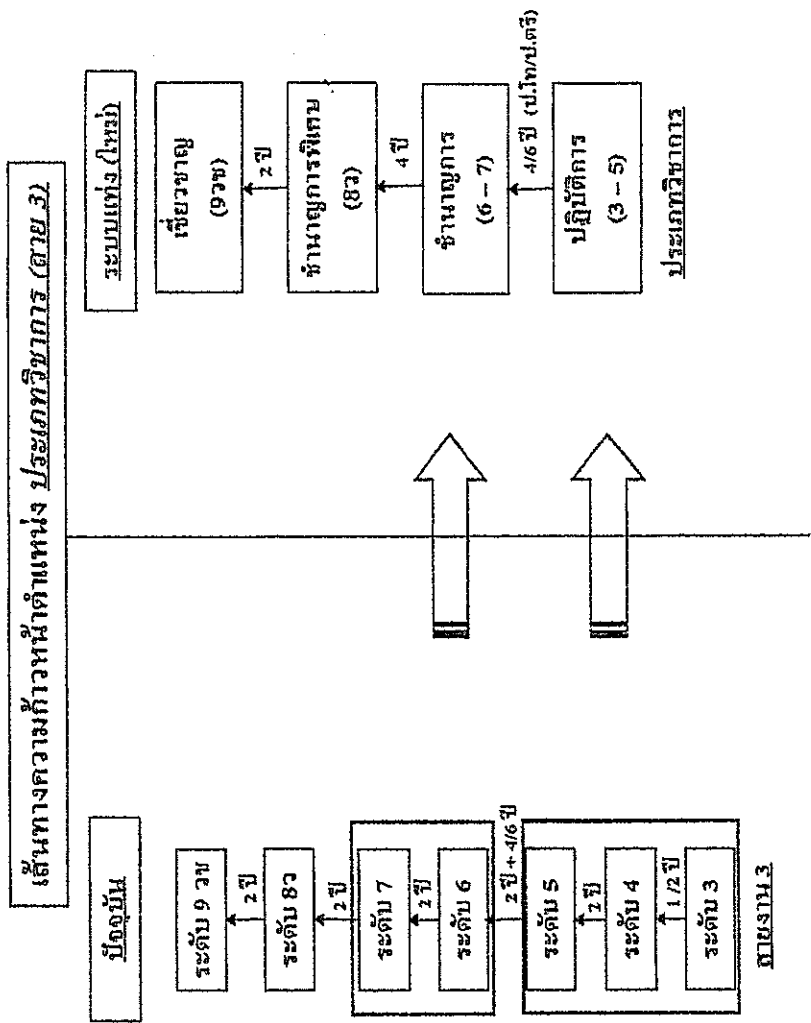 เส้นทางความก้าวหน้าตำแหน่ง ประเภทวิชาการ (สาย 3)
ปัจจุบัน
ระดับ 9 วช
2 ปี
ระดับ 8ว
2 ปี
ระดับ 7
2 ปี
ระดับ 6
2 ปี + 4/6 ปี
ระดับ 5
2 ปี
ระดับ 4
1/2 ปี
ระดับ 3
สายงาน 3
ระบบแท่ง (ใหม่)
เชี่ยวชาญ
(9วช)
2 ปี
ชำนาญการพิเศษ
(8ว)
4 ปี
ชำนาญการ
(6 – 7)
4/6 ปี (ป.โท/ป.ตรี)
ปฏิบัติการ
(3 – 5)
ประเภทวิชาการ